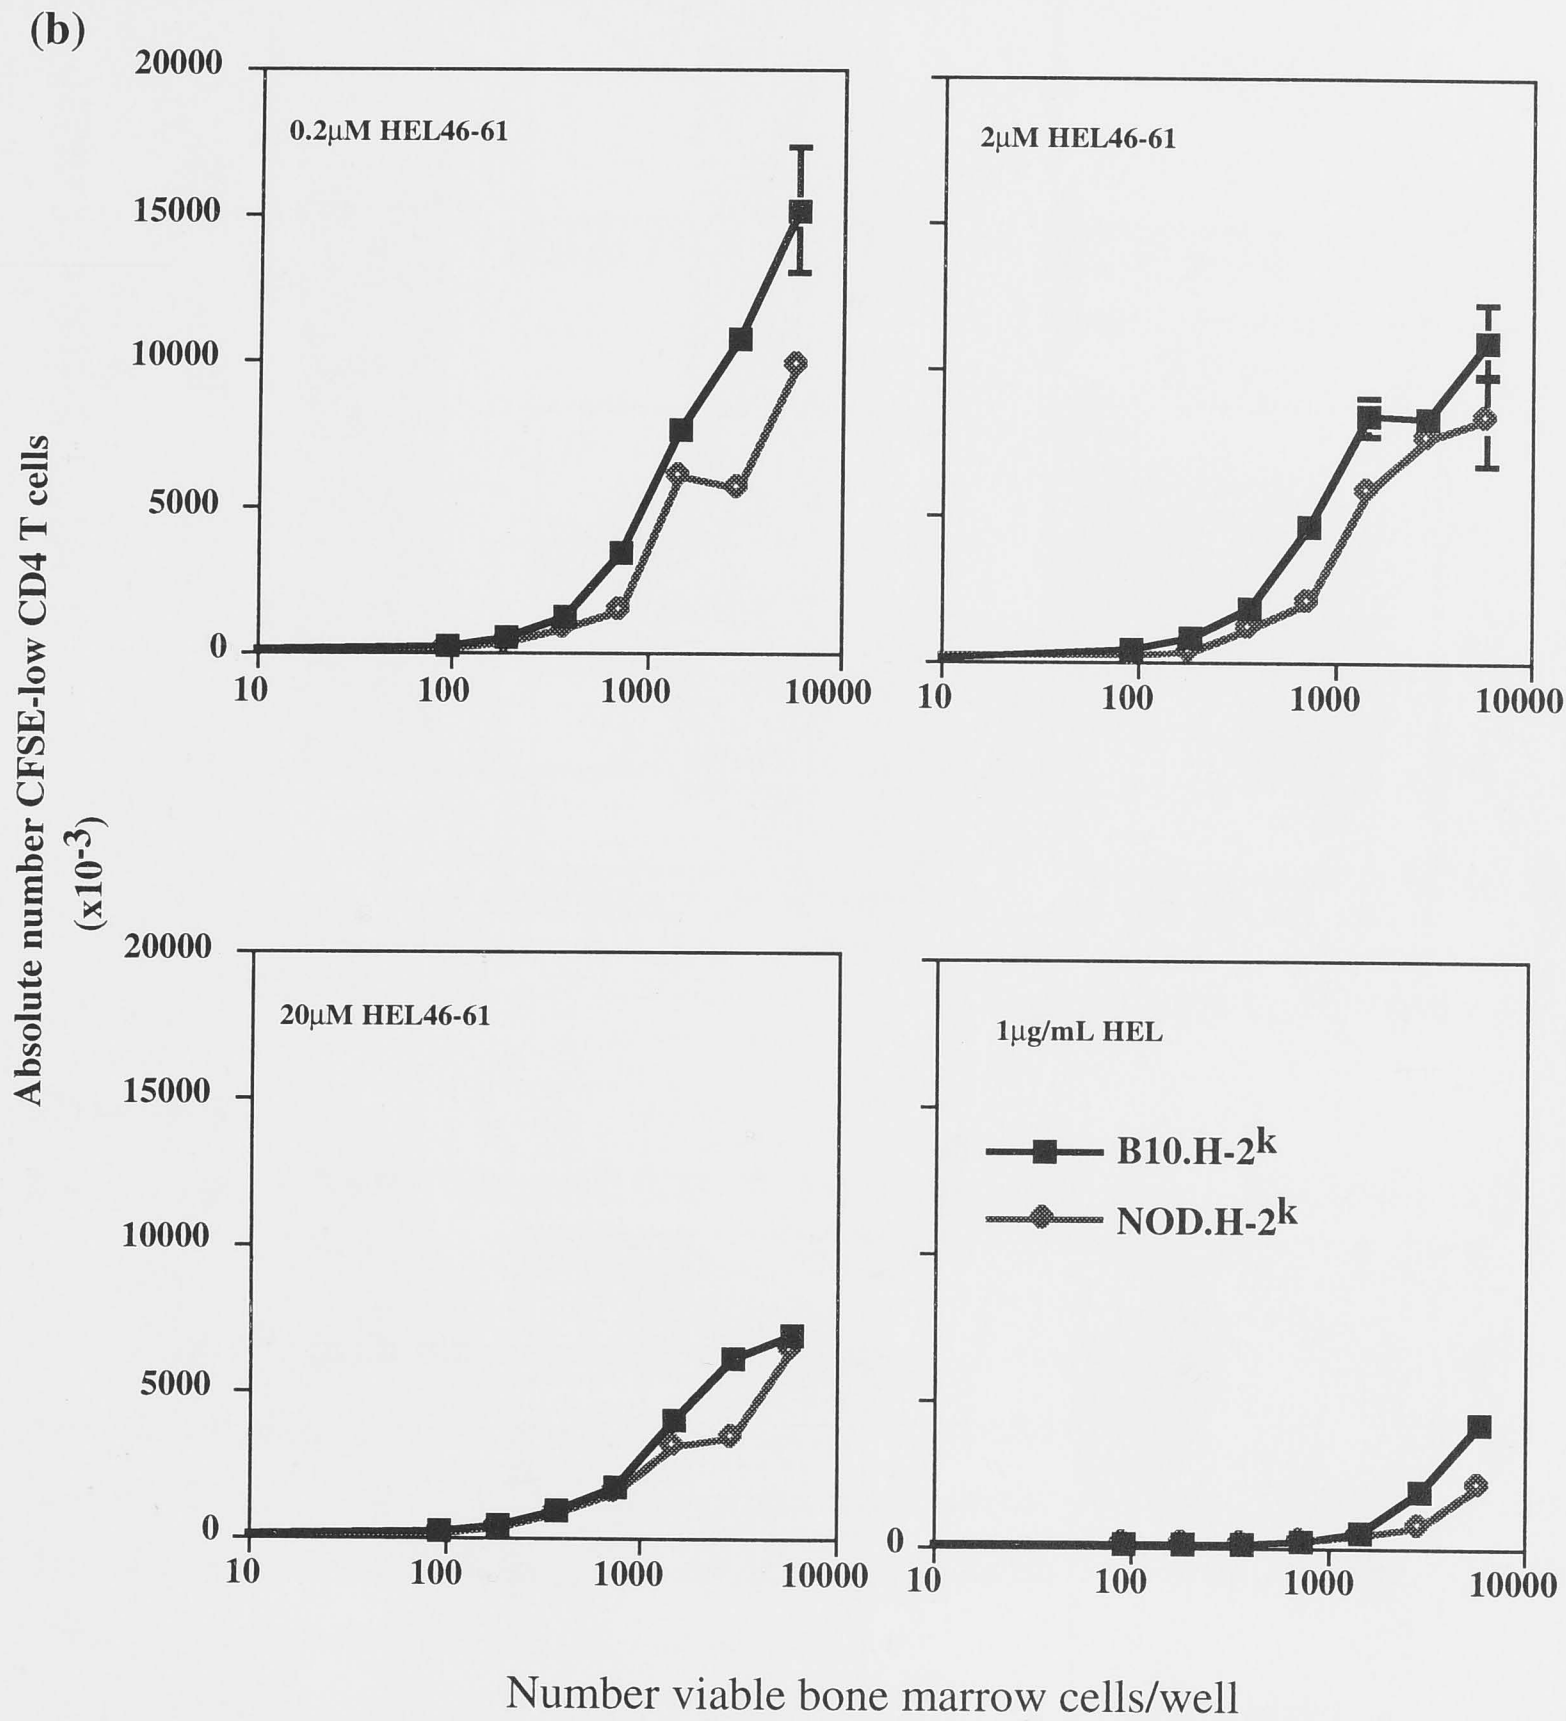 (b)
Absolute number CFSE-low CD4 T cells
(x10-3)
20000
15000
10000
5000
0
0.2μM HEL46-61
10 100 1000 10000
2μM HEL46-61
10 100 1000 10000
20000
15000
10000
5000
0
20μM HEL46-61
10 100 1000 10000
1μg/mL HEL
B10.H-2k
NOD.H-2k
0
10 100 1000 10000
Number viable bone marrow cells/well